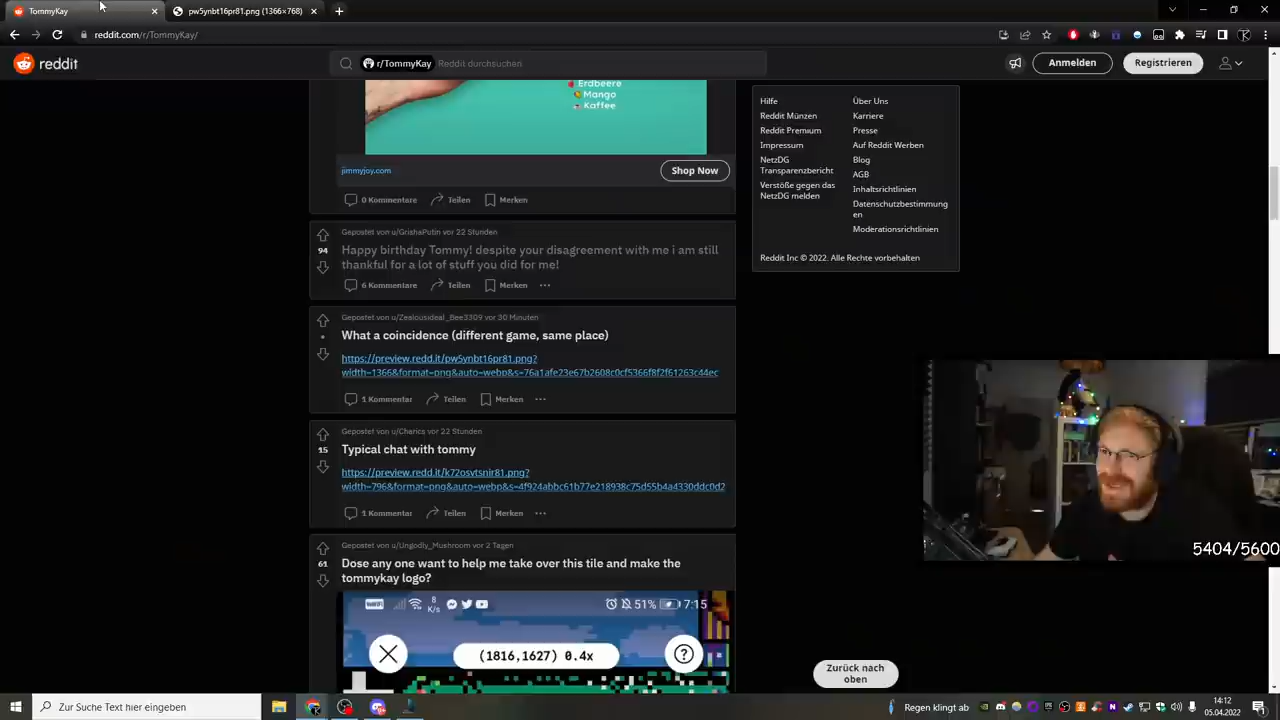 TommyKay
pw5ynbt16pr81.png (1366×768)
reddit.com/r/TommyKay/
reddit
r/TommyKay
Reddit durchsuchen
Anmelden
Registrieren
Erdbeere
Mango
Kaffee
jimmyjoy.com
Shop Now
0 Kommentare
Teilen
Merken
Gepostet von u/GrishaPutin vor 22 Stunden
94
Happy birthday Tommy! despite your disagreement with me i am still
thankful for a lot of stuff you did for me!
6 Kommentare
Teilen
Merken
Gepostet von u/Zealousideal_Bee3309 vor 30 Minuten
What a coincidence (different game, same place)
https://preview.redd.it/pw5ynbt16pr81.png?
width=1366&format=png&auto=webp&s=76a1afe23e67b2608c0cf5366f8f2f61263c44ec
1 Kommentar
Teilen
Merken
Gepostet von u/Charics vor 22 Stunden
15
Typical chat with tommy
https://preview.redd.it/k72osvtsnir81.png?
width=796&format=png&auto=webp&s=4f924abbc61b77e218938c75d55b4a4330ddc0d2
1 Kommentar
Teilen
Merken
Gepostet von u/Ungodly_Mushroom vor 2 Tagen
61
Dose any one want to help me take over this tile and make the
tommykay logo?
VoWiFi
8
K/s
51%
7:15
(1816,1627) 0.4x
Hilfe
Reddit Münzen
Reddit Premium
Impressum
NetzDG
Transparenzbericht
Verstöße gegen das
NetzDG melden
Über Uns
Karriere
Presse
Auf Reddit Werben
Blog
AGB
Inhaltsrichtlinien
Datenschutzbestimmung
en
Moderationsrichtlinien
Reddit Inc © 2022. Alle Rechte vorbehalten
5404/5600
Zurück nach
oben
Zur Suche Text hier eingeben
Regen klingt ab
14:12
05.04.2022